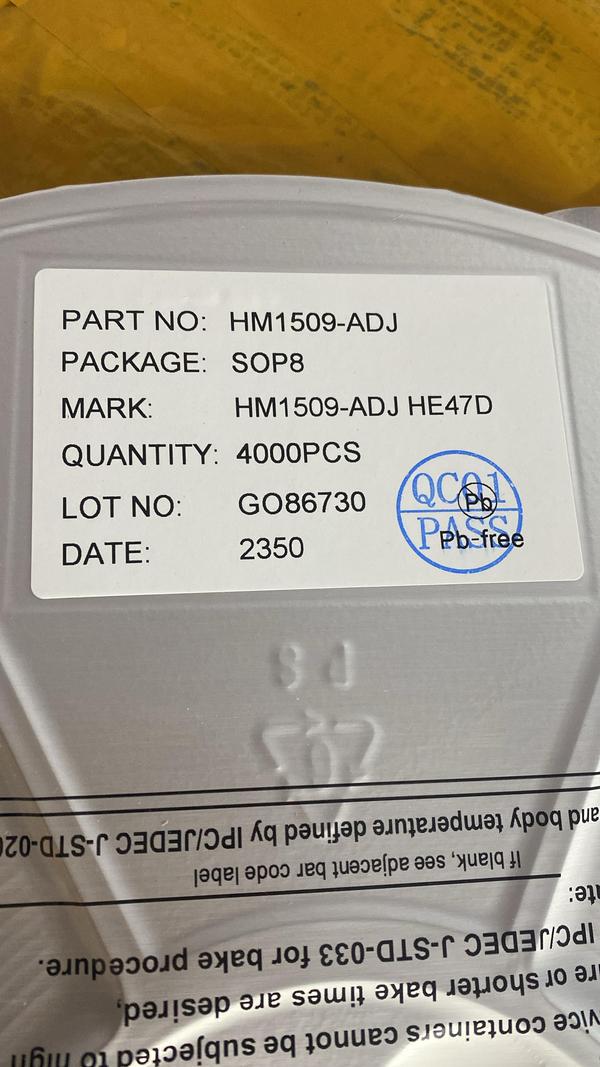 PART NO: HM1509-ADJ
PACKAGE: SOP8
MARK: HM1509-ADJ HE47D
QUANTITY: 4000PCS
LOT NO: GO86730
DATE: 2350
QC01
PASS
Pb
Pb-free
PS
vice containers cannot be subjected to high
are or shorter bake times are desired,
IPC/JEDEC J-STD-033 for bake procedure.
If blank, see adjacent bar code label
and body temperature defined by IPC/JEDEC J-STD-020